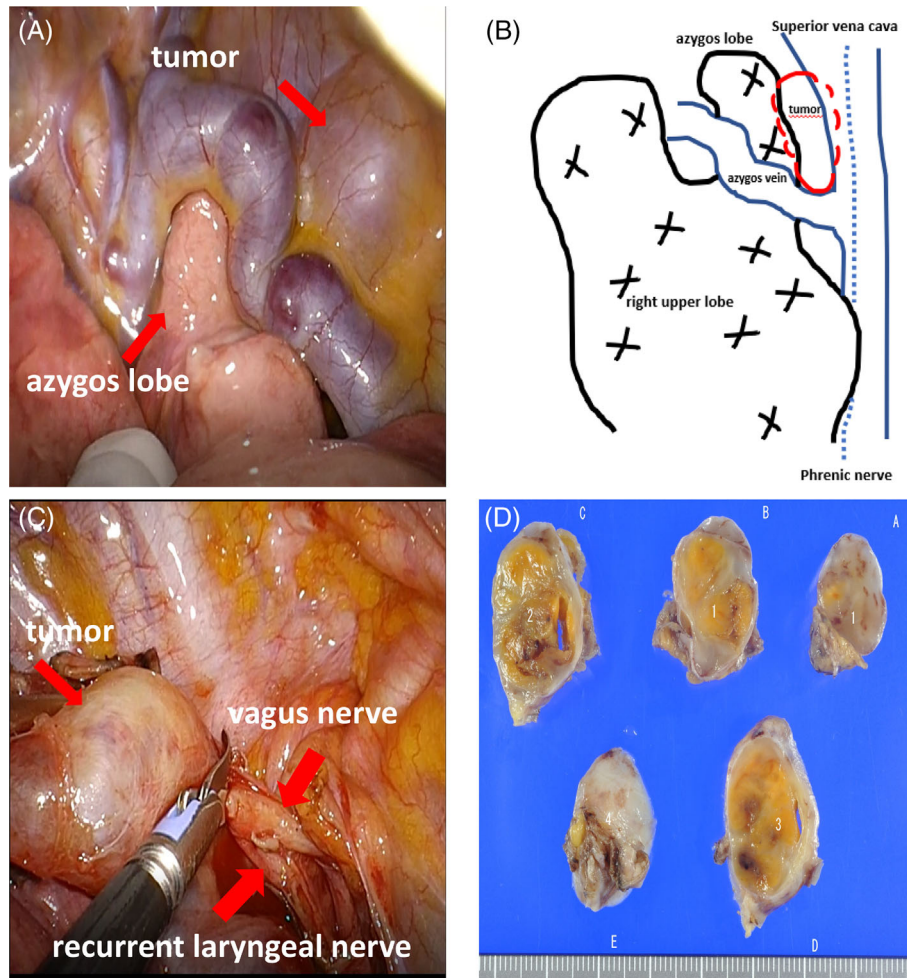 (A)
tumor
azygos lobe
(B)
Superior vena cava
azygos lobe
tumor
azygos vein
right upper lobe
Phrenic nerve
(C)
tumor
vagus nerve
recurrent laryngeal nerve
(D)
C
B
A
2
1
1
3
E
D